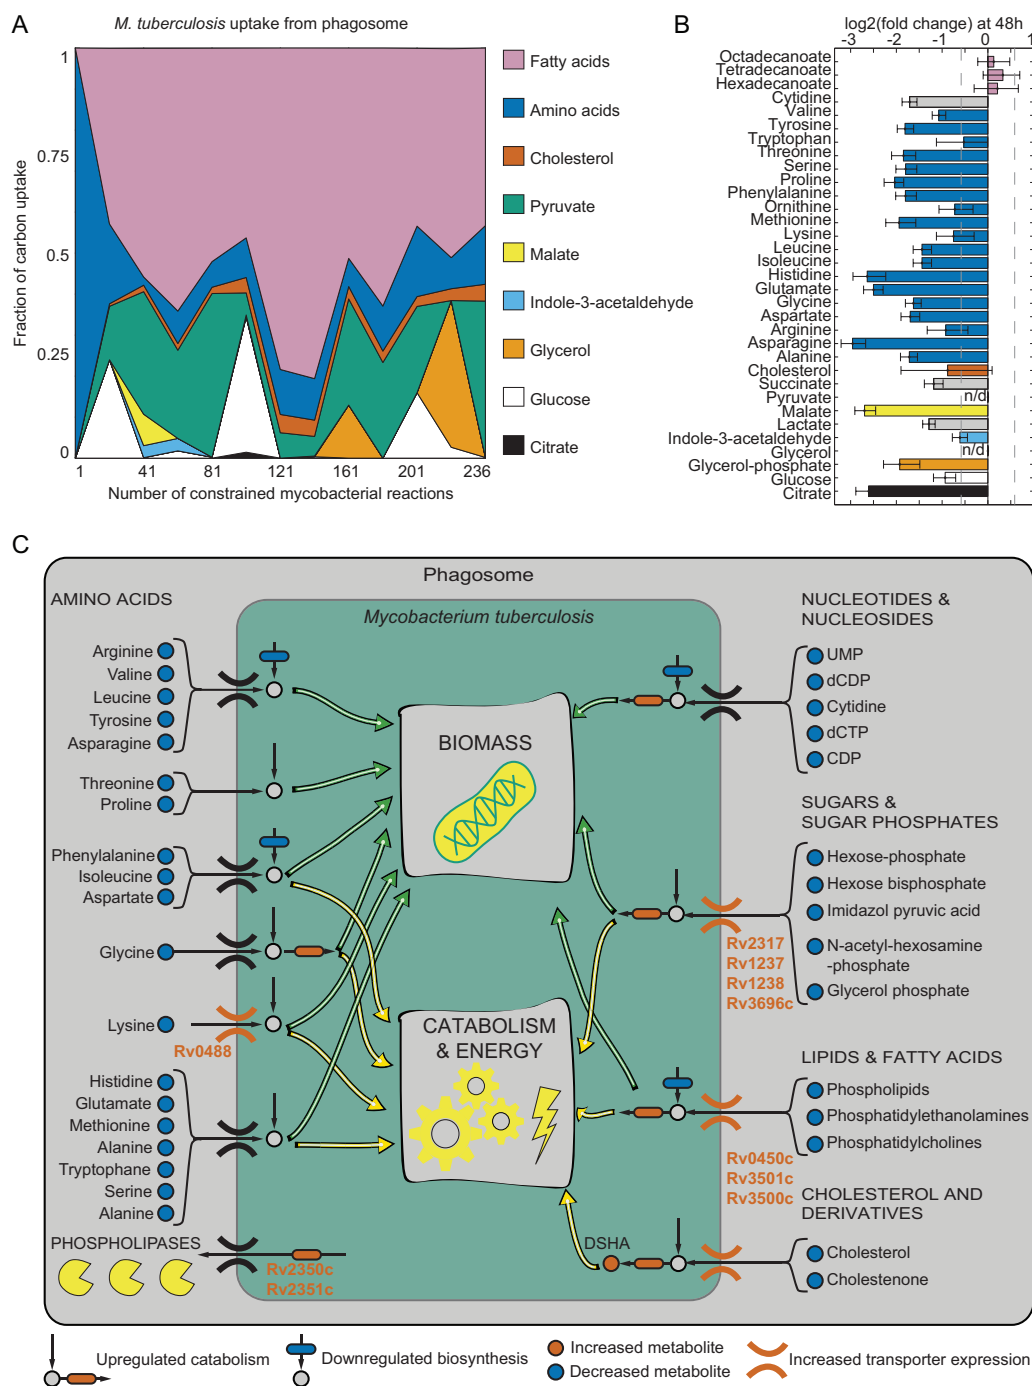 A
M. tuberculosis uptake from phagosome
1
0.75
0.5
0.25
0
Fraction of carbon uptake
1
41
81
121
161
201
236
Number of constrained mycobacterial reactions
Fatty acids
Amino acids
Cholesterol
Pyruvate
Malate
Indole-3-acetaldehyde
Glycerol
Glucose
Citrate
B
log2(fold change) at 48h
-3
-2
-1
0
1
Octadecanoate
Tetradecanoate
Hexadecanoate
Cytidine
Valine
Tyrosine
Tryptophan
Threonine
Serine
Proline
Phenylalanine
Ornithine
Methionine
Lysine
Leucine
Isoleucine
Histidine
Glutamate
Glycine
Aspartate
Arginine
Asparagine
Alanine
Cholesterol
Succinate
Pyruvate n/d
Malate
Lactate
Indole-3-acetaldehyde
Glycerol n/d
Glycerol-phosphate
Glucose
Citrate
C
Phagosome
Mycobacterium tuberculosis
AMINO ACIDS
Arginine
Valine
Leucine
Tyrosine
Asparagine
Threonine
Proline
Phenylalanine
Isoleucine
Aspartate
Glycine
Lysine
Rv0488
Histidine
Glutamate
Methionine
Alanine
Tryptophane
Serine
Alanine
PHOSPHOLIPASES
Rv2350c
Rv2351c
BIOMASS
CATABOLISM
& ENERGY
DSHA
NUCLEOTIDES &
NUCLEOSIDES
UMP
dCDP
Cytidine
dCTP
CDP
SUGARS &
SUGAR PHOSPHATES
Hexose-phosphate
Hexose bisphosphate
Imidazol pyruvic acid
N-acetyl-hexosamine
-phosphate
Glycerol phosphate
Rv2317
Rv1237
Rv1238
Rv3696c
LIPIDS & FATTY ACIDS
Phospholipids
Phosphatidylethanolamines
Phosphatidylcholines
Rv0450c
Rv3501c
Rv3500c
CHOLESTEROL AND
DERIVATIVES
Cholesterol
Cholestenone
Upregulated catabolism
Downregulated biosynthesis
Increased metabolite
Decreased metabolite
Increased transporter expression